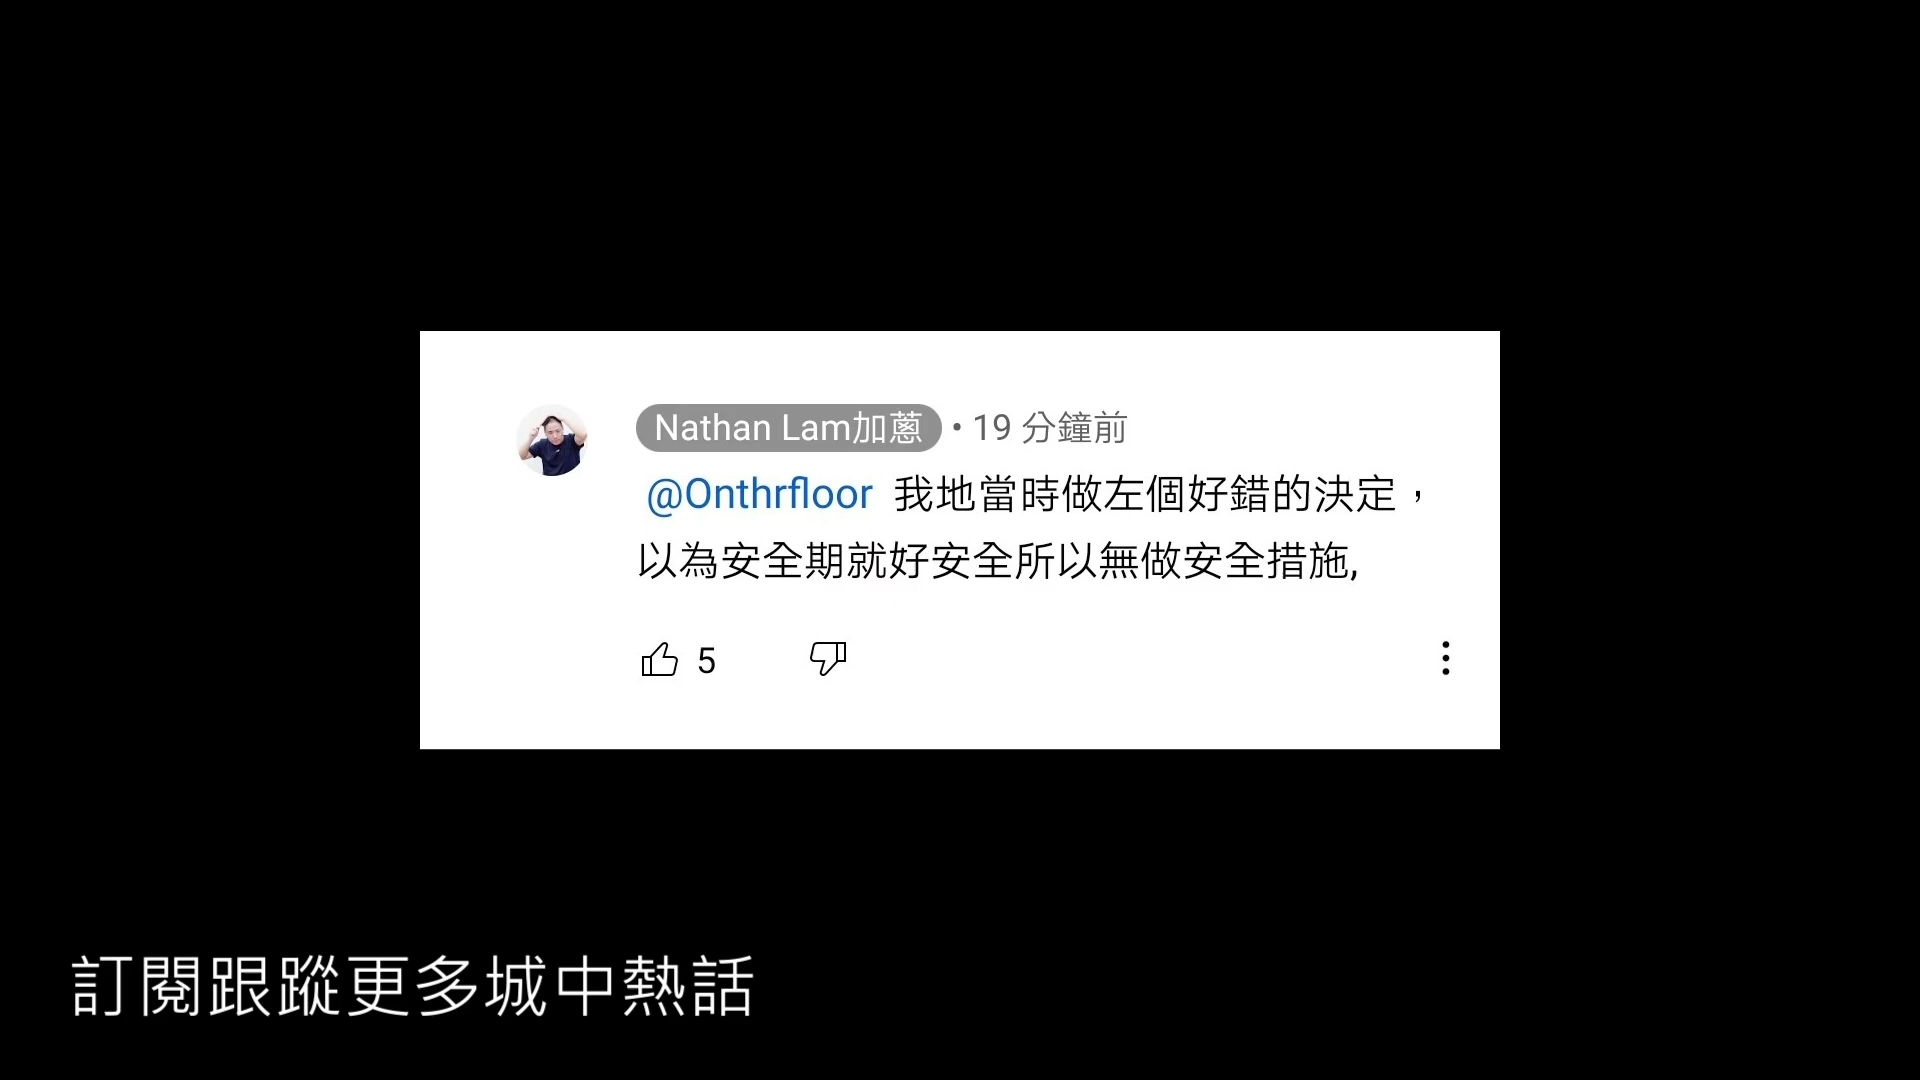 Nathan Lam加蔥 • 19 分鐘前
@Onthrfloor 我地當時做左個好錯的決定，
以為安全期就好安全所以無做安全措施,
5
訂閱跟蹤更多城中熱話